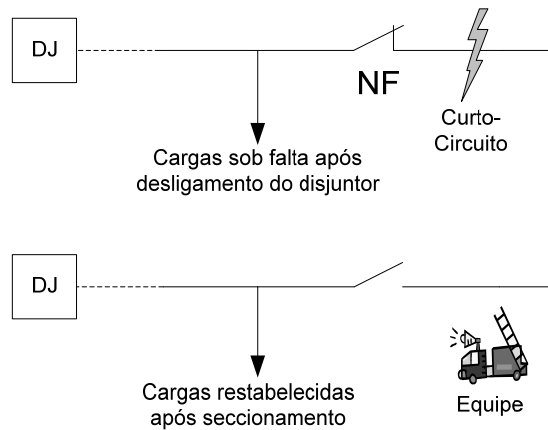 DJ
NF
Curto-
Circuito
Cargas sob falta após
desligamento do disjuntor
DJ
Cargas restabelecidas
após seccionamento
Equipe